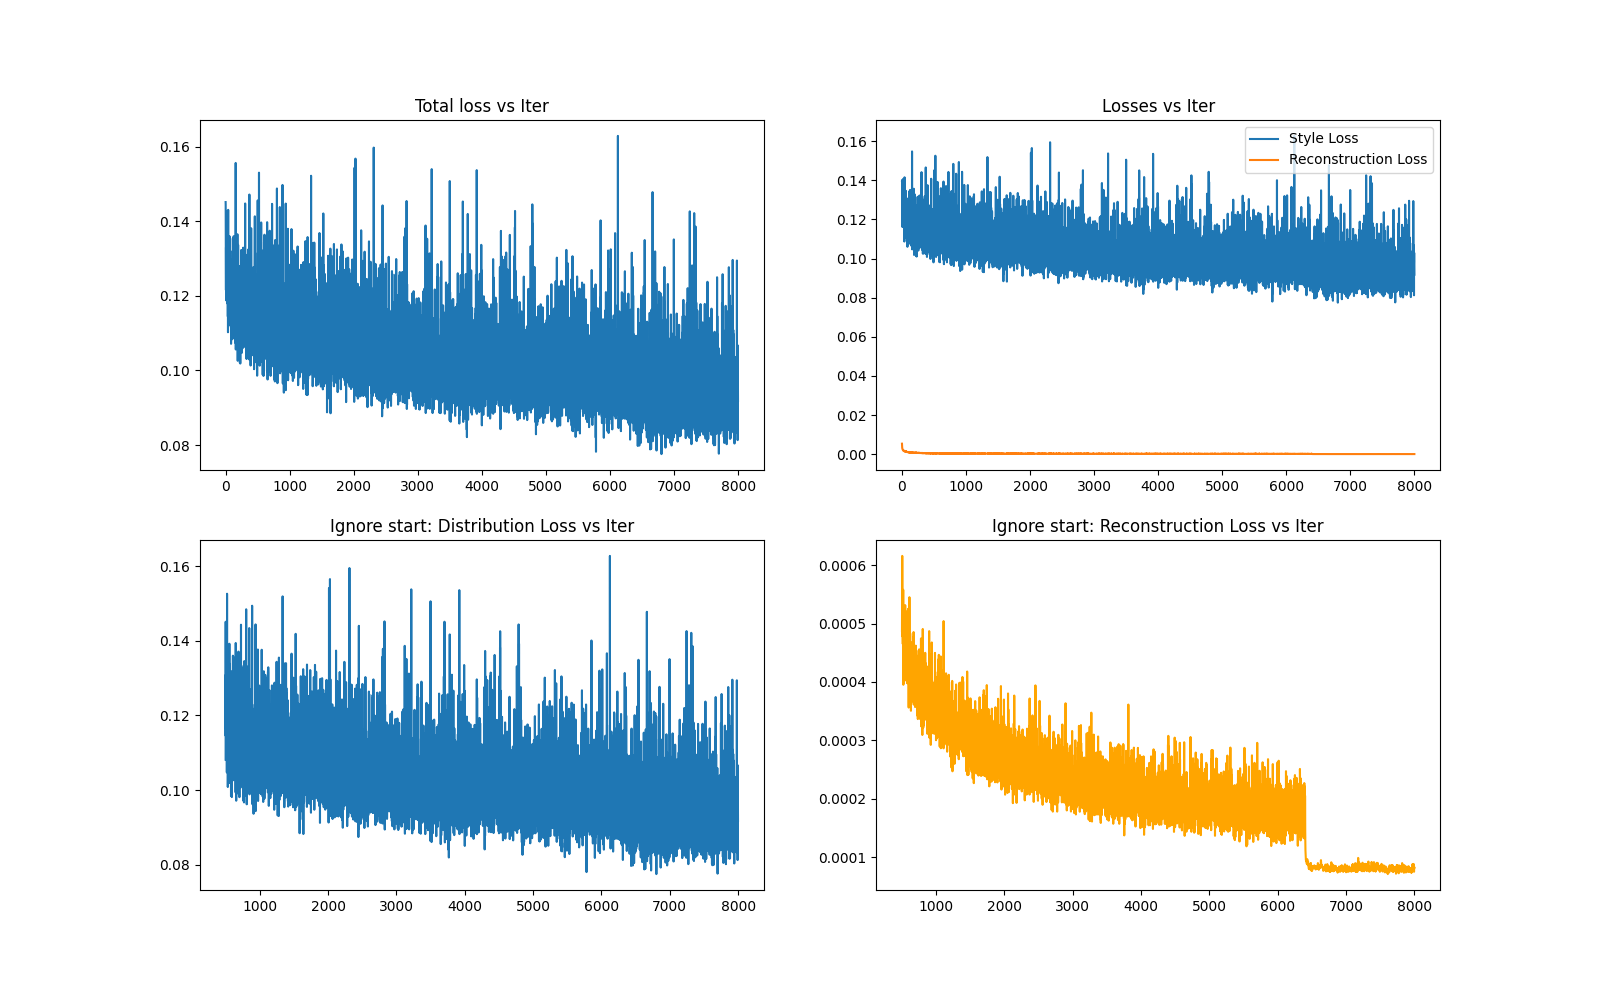 Total loss vs Iter
0.16
0.14
0.12
0.10
0.08
0 1000 2000 3000 4000 5000 6000 7000 8000
Losses vs Iter
Style Loss
Reconstruction Loss
0.16
0.14
0.12
0.10
0.08
0.06
0.04
0.02
0.00
0 1000 2000 3000 4000 5000 6000 7000 8000
Ignore start: Distribution Loss vs Iter
0.16
0.14
0.12
0.10
0.08
1000 2000 3000 4000 5000 6000 7000 8000
Ignore start: Reconstruction Loss vs Iter
0.0006
0.0005
0.0004
0.0003
0.0002
0.0001
1000 2000 3000 4000 5000 6000 7000 8000